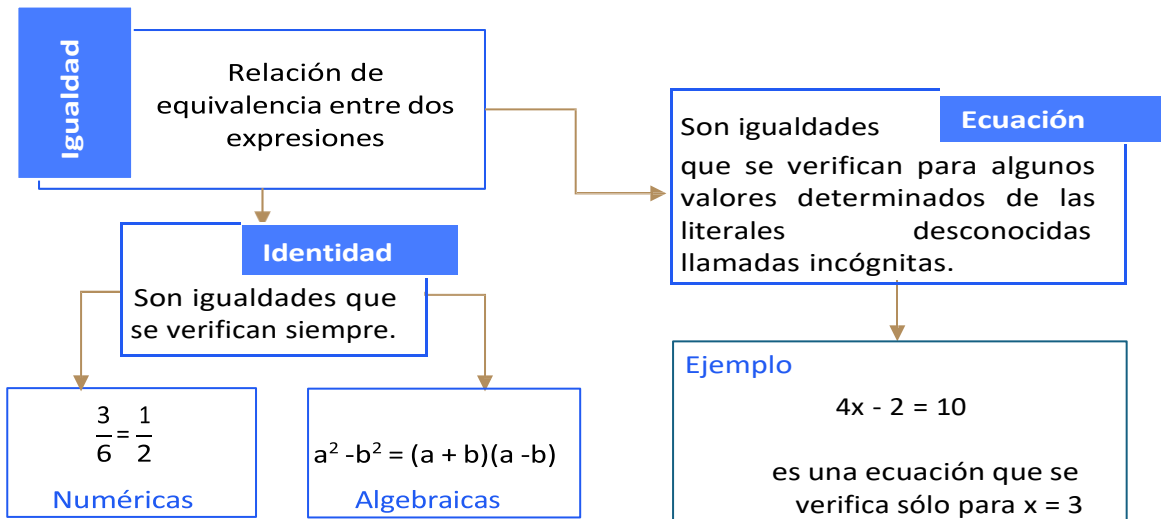 Igualdad
Relación de
equivalencia entre dos
expresiones
Identidad
Son igualdades que
se verifican siempre.
3/6 = 1/2
Numéricas
a² -b² = (a + b)(a -b)
Algebraicas
Ecuación
Son igualdades
que se verifican para algunos
valores determinados de las
literales desconocidas
llamadas incógnitas.
Ejemplo
4x - 2 = 10
es una ecuación que se
verifica sólo para x = 3